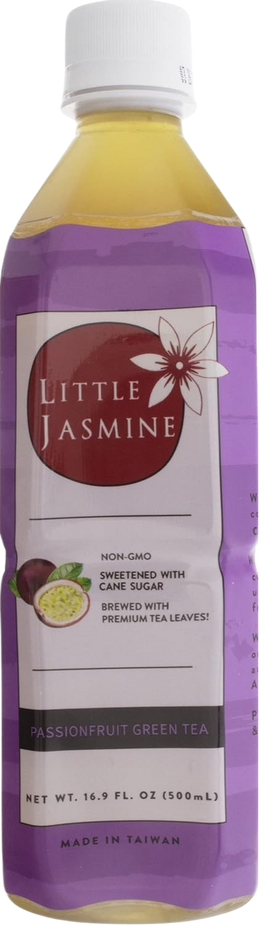 LITTLE
JASMINE
NON-GMO
SWEETENED WITH
CANE SUGAR
BREWED WITH
PREMIUM TEA LEAVES!
PASSIONFRUIT GREEN TEA
NET WT. 16.9 FL. OZ (500mL)
MADE IN TAIWAN